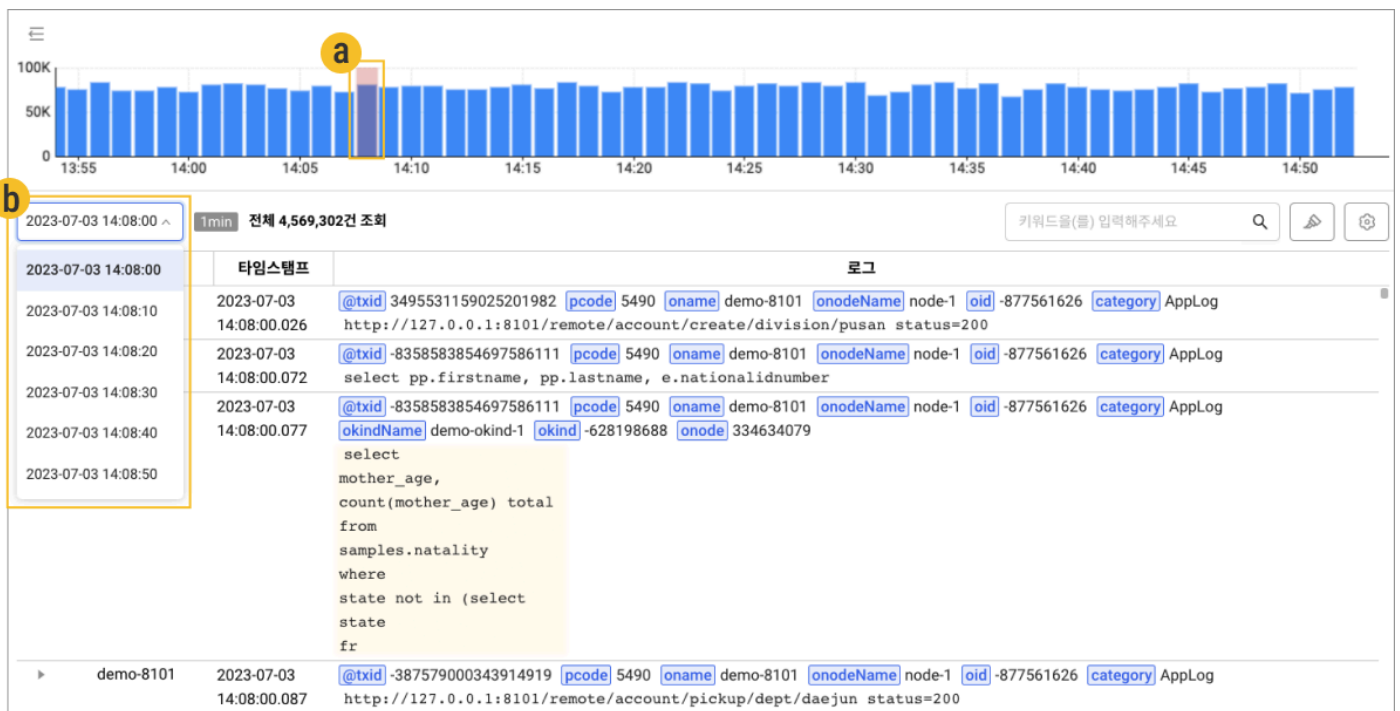 a
100K
50K
0
13:55 14:00 14:05 14:10 14:15 14:20 14:25 14:30 14:35 14:40 14:45 14:50
b
2023-07-03 14:08:00 1min 전체 4,569,302건 조회 키워드을(를) 입력해주세요
2023-07-03 14:08:00
2023-07-03 14:08:10
2023-07-03 14:08:20
2023-07-03 14:08:30
2023-07-03 14:08:40
2023-07-03 14:08:50
타임스탬프 로그
2023-07-03 @txid 3495531159025201982 pcode 5490 oname demo-8101 onodeName node-1 oid -877561626 category AppLog
14:08:00.026 http://127.0.0.1:8101/remote/account/create/division/pusan status=200
2023-07-03 @txid -8358583854697586111 pcode 5490 oname demo-8101 onodeName node-1 oid -877561626 category AppLog
14:08:00.072 select pp.firstname, pp.lastname, e.nationalidnumber
2023-07-03 @txid -8358583854697586111 pcode 5490 oname demo-8101 onodeName node-1 oid -877561626 category AppLog
14:08:00.077 okindName demo-okind-1 okind -628198688 onode 334634079
select
mother_age,
count(mother_age) total
from
samples.natality
where
state not in (select
state
fr
demo-8101 2023-07-03 @txid -387579000343914919 pcode 5490 oname demo-8101 onodeName node-1 oid -877561626 category AppLog
14:08:00.087 http://127.0.0.1:8101/remote/account/pickup/dept/daejun status=200